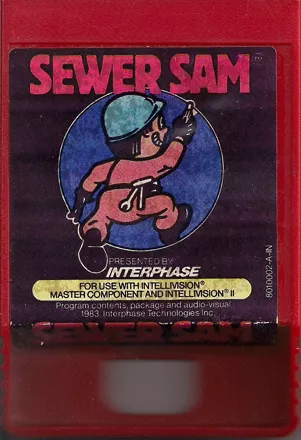 SEWER SAM
PRESENTED BY
INTERPHASE
FOR USE WITH INTELLIVISION®
MASTER COMPONENT AND INTELLIVISION® II
Program contents, package and audio-visual
1983, Interphase Technologies Inc.
8010002-A-IN
SEWER SAM